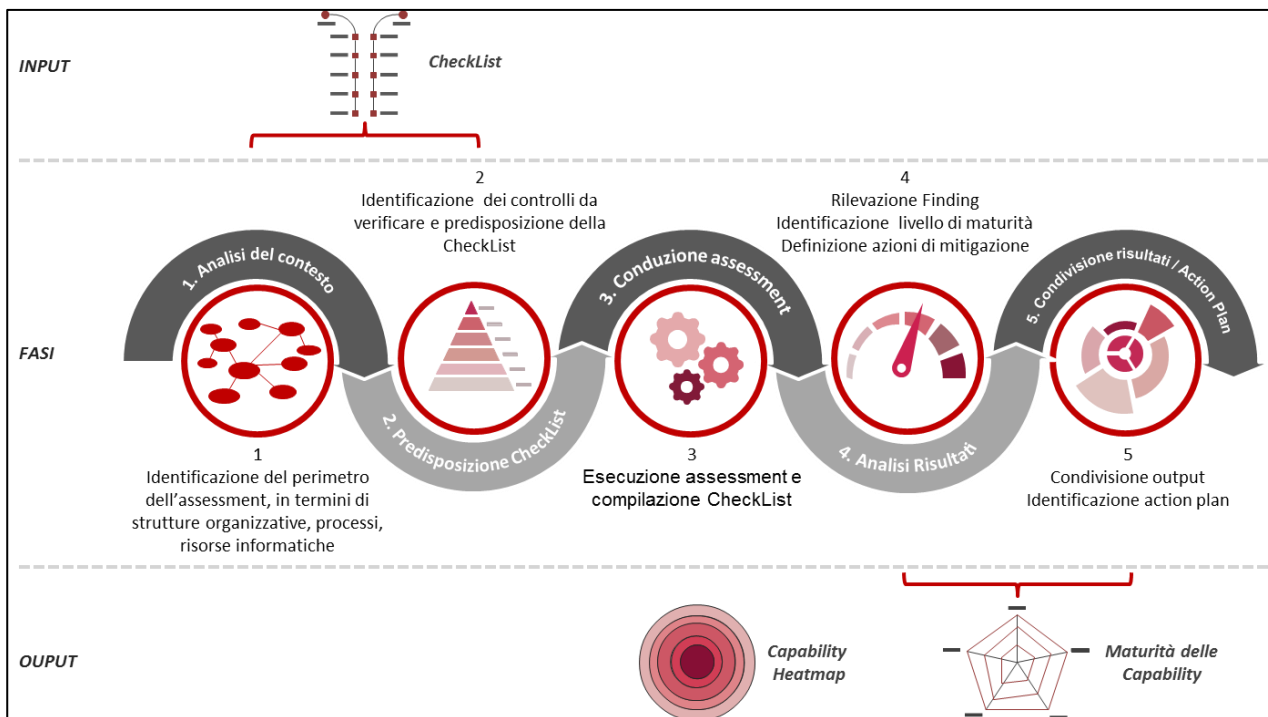 INPUT
CheckList
2
Identificazione dei controlli da
verificare e predisposizione della
CheckList
4
Rilevazione Finding
Identificazione livello di maturità
Definizione azioni di mitigazione
FASI
1. Analisi del contesto
2. Predisposizione CheckList
3. Conduzione assessment
4. Analisi Risultati
5. Condivisione risultati / Action Plan
1
Identificazione del perimetro
dell’assessment, in termini di
strutture organizzative, processi,
risorse informatiche
3
Esecuzione assessment e
compilazione CheckList
5
Condivisione output
Identificazione action plan
OUPUT
Capability
Heatmap
Maturità delle
Capability